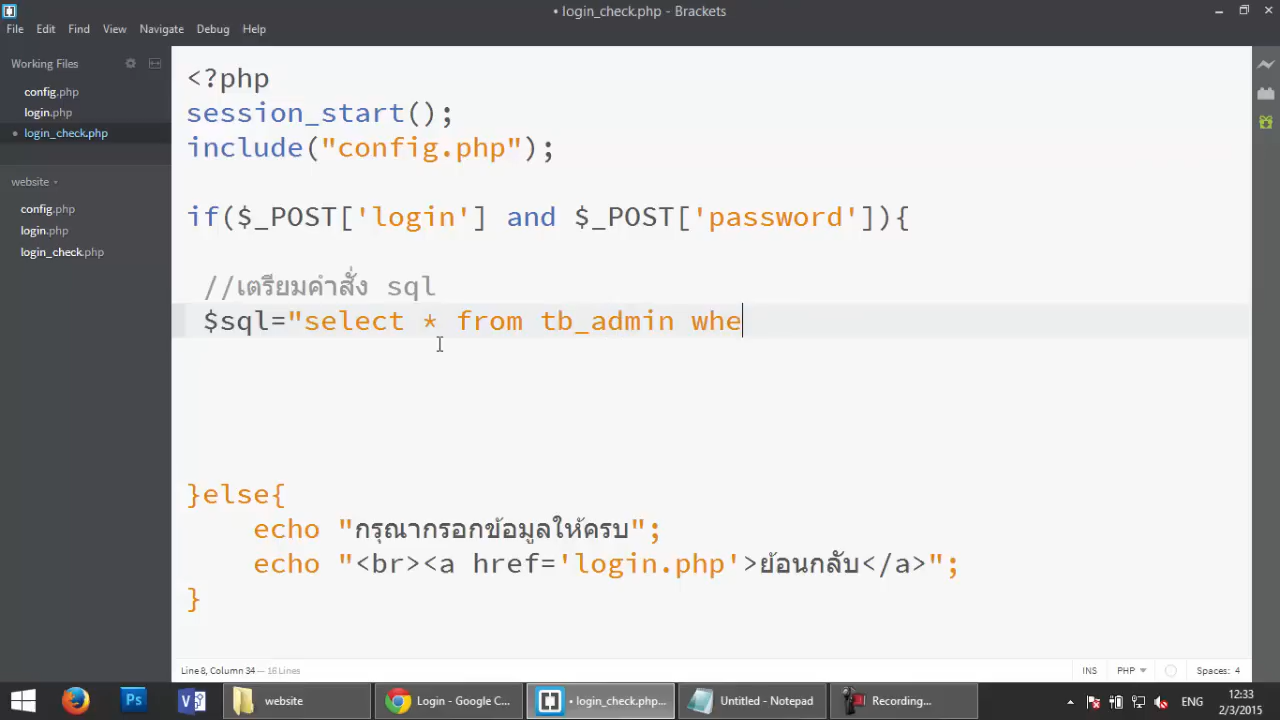 • login_check.php - Brackets
File Edit Find View Navigate Debug Help
Working Files
config.php
login.php
• login_check.php
website
config.php
login.php
login_check.php
<?php
session_start();
include("config.php");
if($_POST['login'] and $_POST['password']){
//เตรียมคำสั่ง sql
$sql="select * from tb_admin whe
}else{
echo "กรุณากรอกข้อมูลให้ครบ";
echo "<br><a href='login.php'>ย้อนกลับ</a>";
}
Line 8, Column 34 — 16 Lines
INS PHP Spaces: 4
Ps
website
Login - Google C...
• login_check.php...
Untitled - Notepad
Recording...
ENG
12:33
2/3/2015